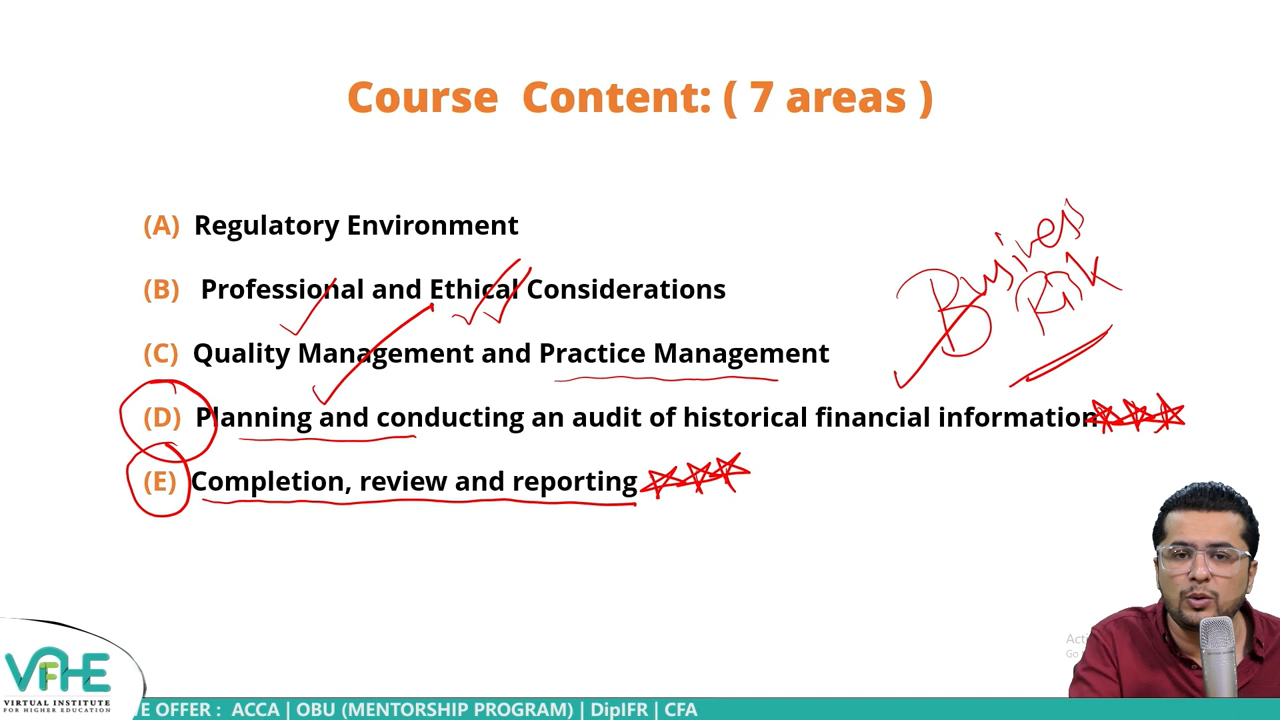 Course Content: ( 7 areas )
(A) Regulatory Environment
(B) Professional and Ethical Considerations
(C) Quality Management and Practice Management
(D) Planning and conducting an audit of historical financial information
(E) Completion, review and reporting
Business
Risk
VIFHE
VIRTUAL INSTITUTE
FOR HIGHER EDUCATION
E OFFER : ACCA | OBU (MENTORSHIP PROGRAM) | DipIFR | CFA